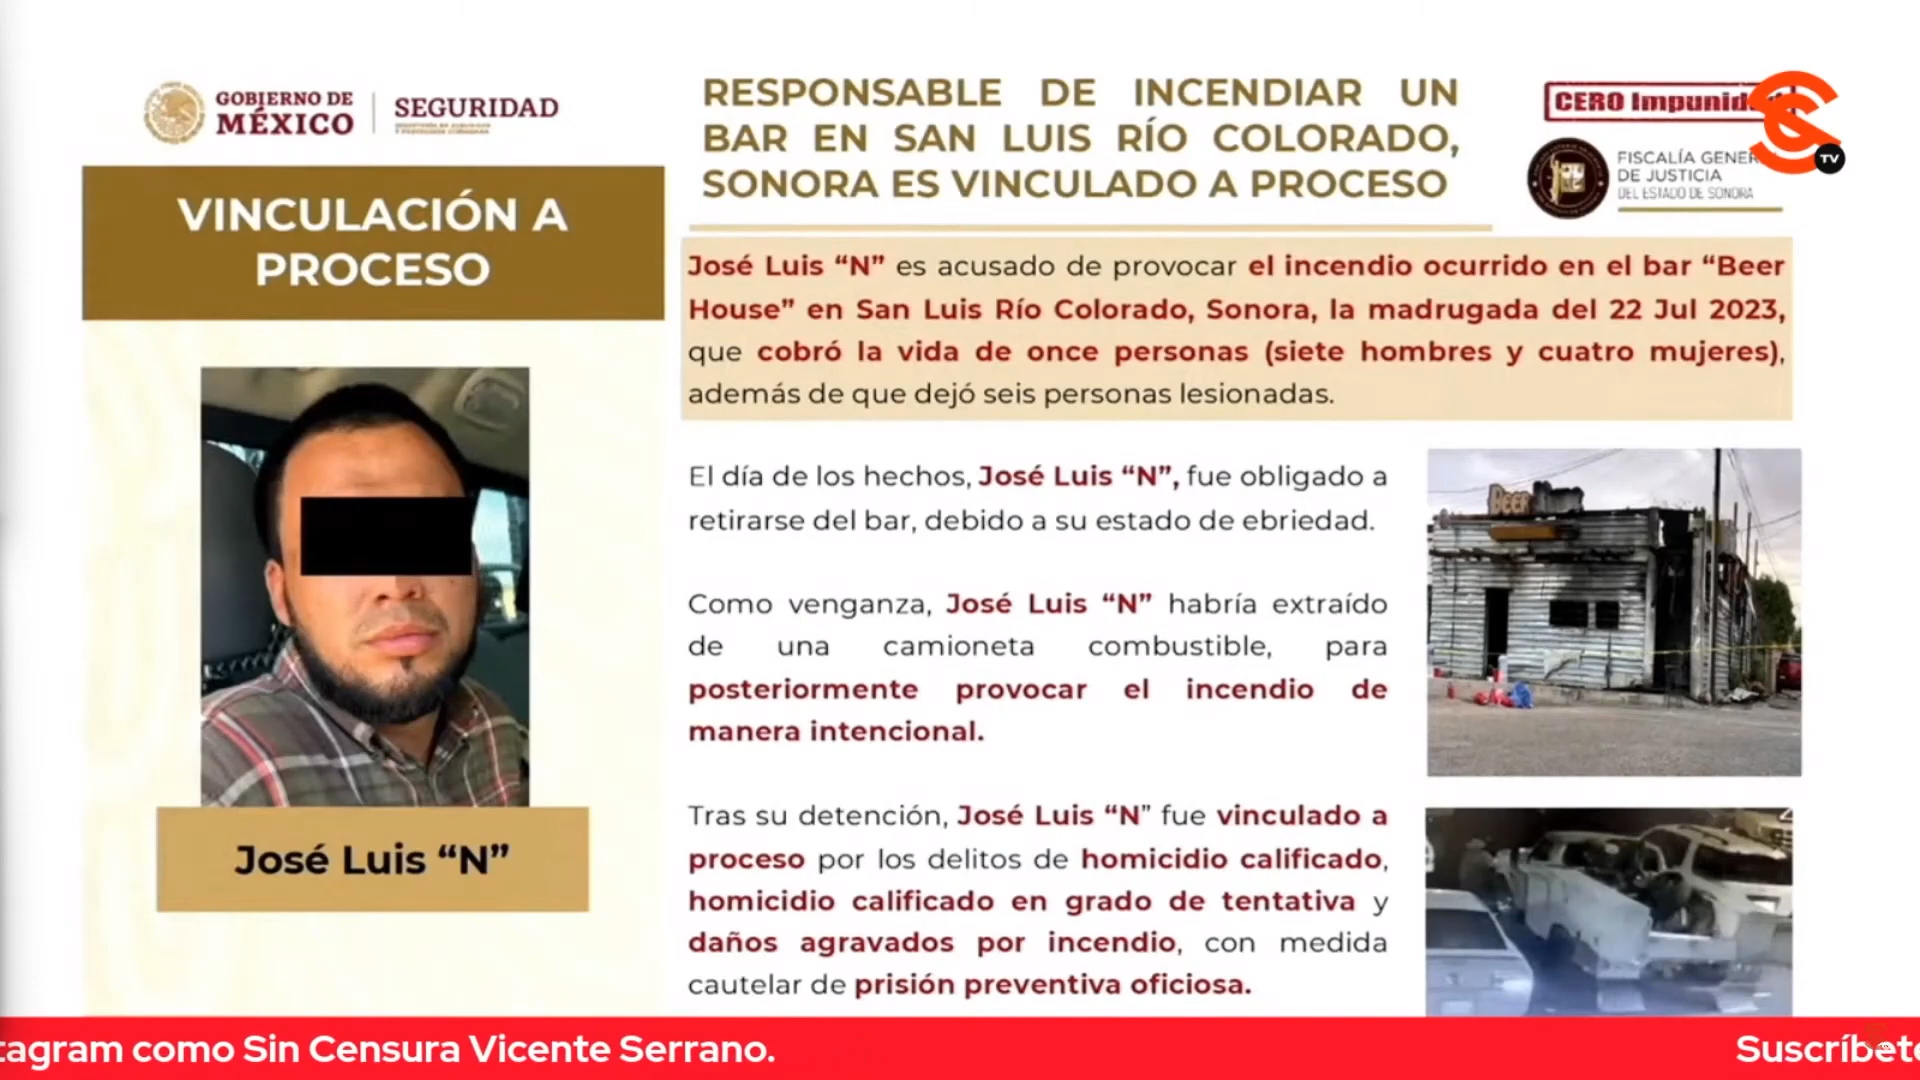 GOBIERNO DE
MÉXICO
SEGURIDAD
RESPONSABLE DE INCENDIAR UN
BAR EN SAN LUIS RÍO COLORADO,
SONORA ES VINCULADO A PROCESO
CERO
TV
FISCALÍA
DE JUSTICIA
DEL ESTADO DE SONORA
VINCULACIÓN A
PROCESO
José Luis “N” es acusado de provocar el incendio ocurrido en el bar “Beer
House” en San Luis Río Colorado, Sonora, la madrugada del 22 Jul 2023,
que cobró la vida de once personas (siete hombres y cuatro mujeres),
además de que dejó seis personas lesionadas.
El día de los hechos, José Luis “N”, fue obligado a
retirarse del bar, debido a su estado de ebriedad.
BEER
Como venganza, José Luis “N” habría extraído
de una camioneta combustible, para
posteriormente provocar el incendio de
manera intencional.
José Luis “N”
Tras su detención, José Luis “N” fue vinculado a
proceso por los delitos de homicidio calificado,
homicidio calificado en grado de tentativa y
daños agravados por incendio, con medida
cautelar de prisión preventiva oficiosa.
tagram como Sin Censura Vicente Serrano.
Suscríbete